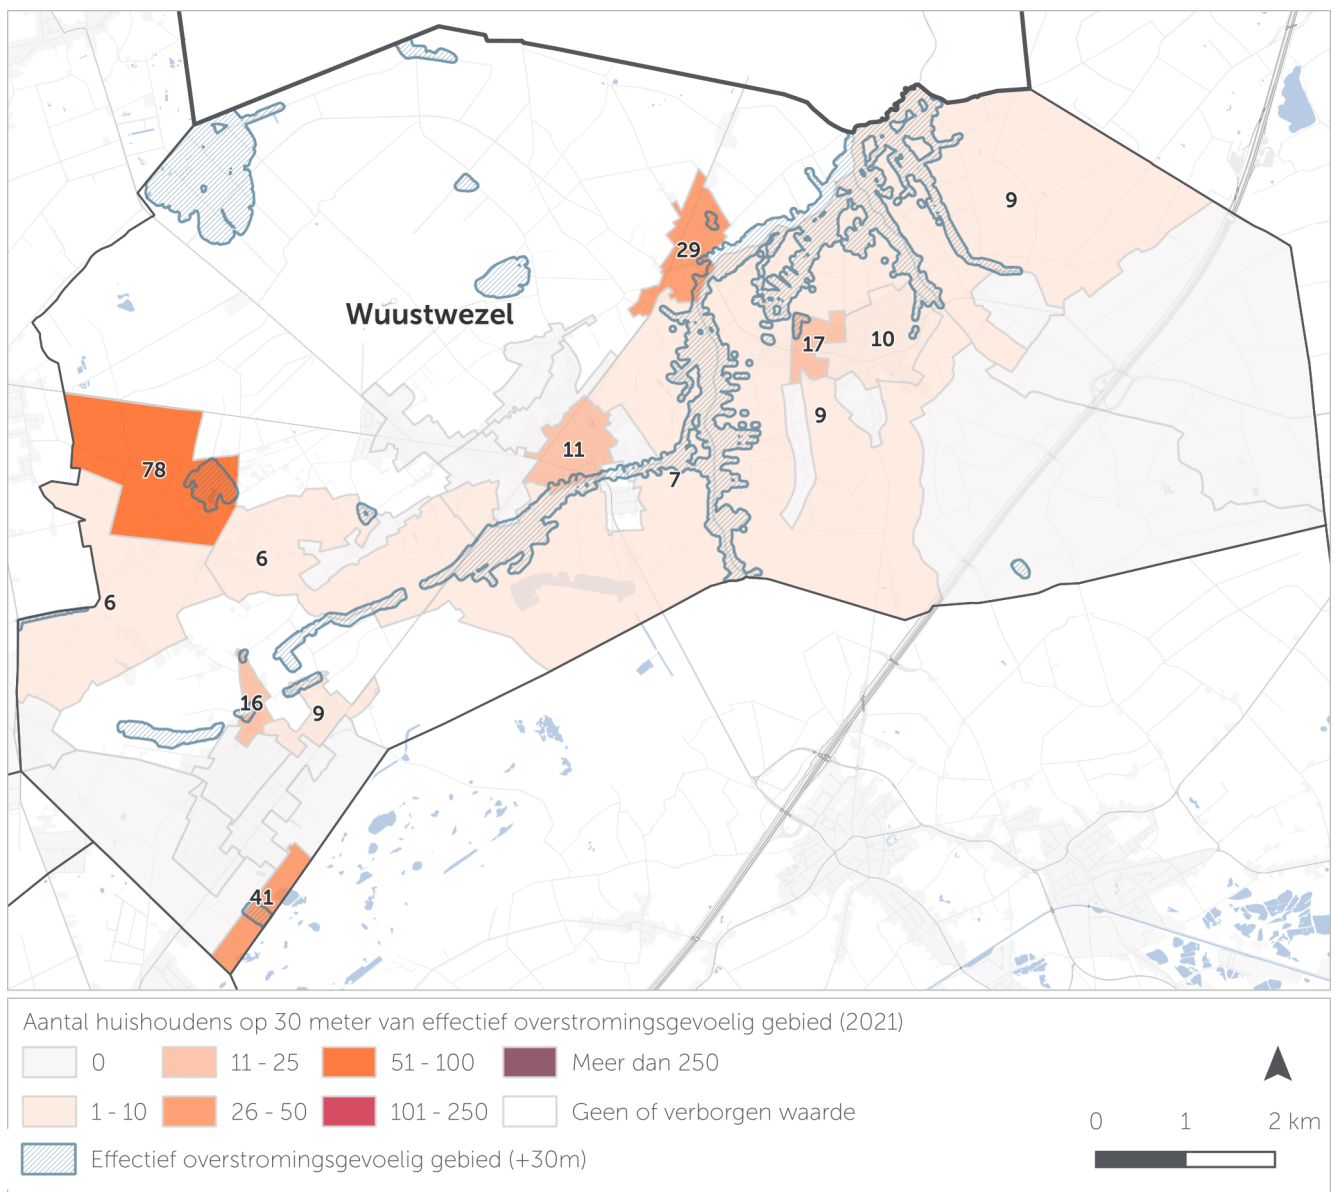 9
29
Wuustwezel
17
10
9
11
78
7
6
6
16
9
41
Aantal huishoudens op 30 meter van effectief overstromingsgevoelig gebied (2021)
0
11 - 25
51 - 100
Meer dan 250
1 - 10
26 - 50
101 - 250
Geen of verborgen waarde
0 1 2 km
Effectief overstromingsgevoelig gebied (+30m)